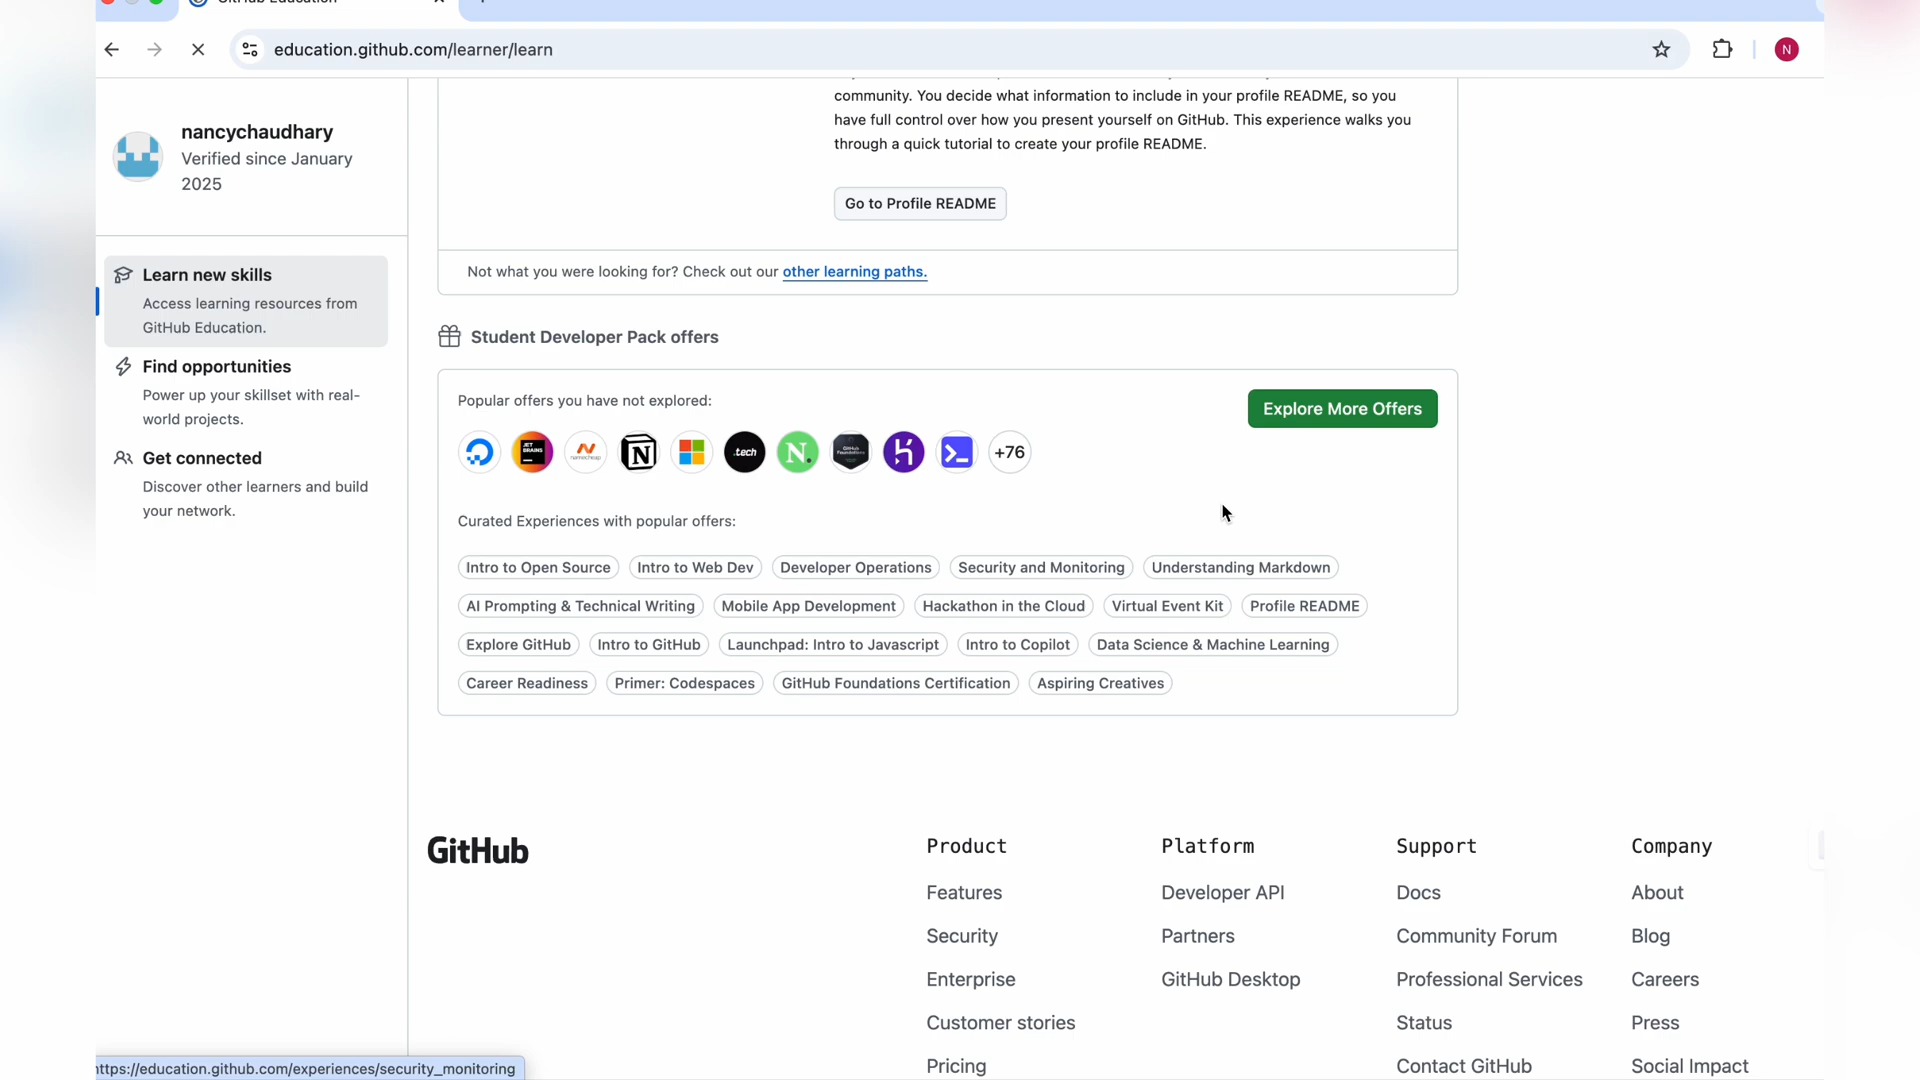 GitHub Education
education.github.com/learner/learn
N
nancychaudhary
Verified since January
2025
Learn new skills
Access learning resources from
GitHub Education.
Find opportunities
Power up your skillset with real-
world projects.
Get connected
Discover other learners and build
your network.
community. You decide what information to include in your profile README, so you
have full control over how you present yourself on GitHub. This experience walks you
through a quick tutorial to create your profile README.
Go to Profile README
Not what you were looking for? Check out our other learning paths.
Student Developer Pack offers
Popular offers you have not explored:
Explore More Offers
JET BRAINS
namecheap
N
.tech
N.
GitHub Foundations
+76
Curated Experiences with popular offers:
Intro to Open Source Intro to Web Dev Developer Operations Security and Monitoring Understanding Markdown
AI Prompting & Technical Writing Mobile App Development Hackathon in the Cloud Virtual Event Kit Profile README
Explore GitHub Intro to GitHub Launchpad: Intro to Javascript Intro to Copilot Data Science & Machine Learning
Career Readiness Primer: Codespaces GitHub Foundations Certification Aspiring Creatives
GitHub
Product
Features
Security
Enterprise
Customer stories
Pricing
Platform
Developer API
Partners
GitHub Desktop
Support
Docs
Community Forum
Professional Services
Status
Contact GitHub
Company
About
Blog
Careers
Press
Social Impact
https://education.github.com/experiences/security_monitoring